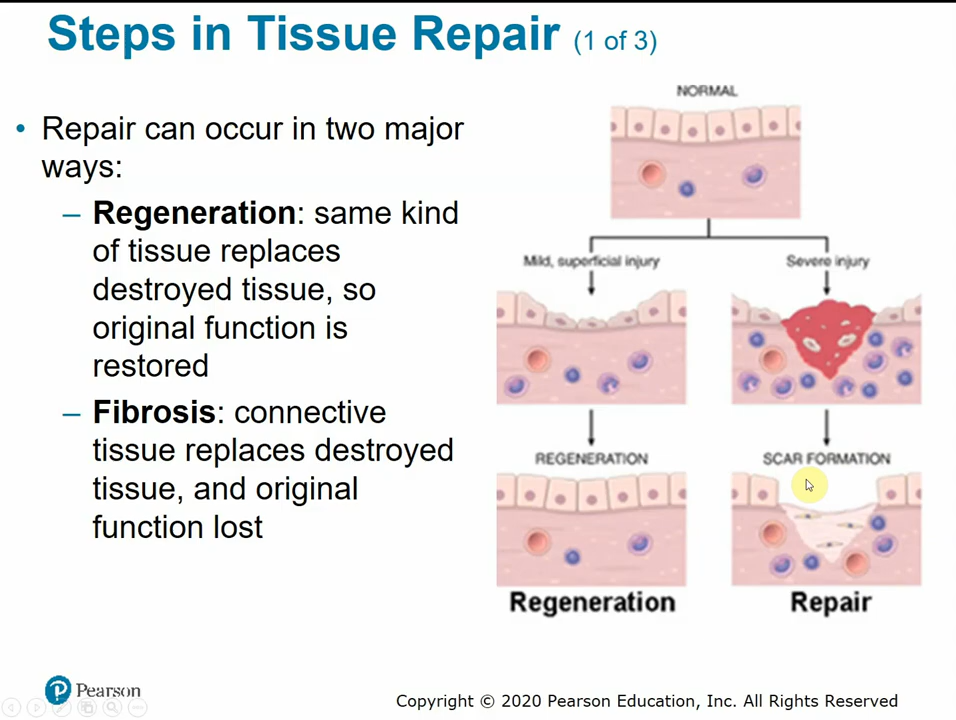 Steps in Tissue Repair (1 of 3)
• Repair can occur in two major
ways:
– Regeneration: same kind
of tissue replaces
destroyed tissue, so
original function is
restored
– Fibrosis: connective
tissue replaces destroyed
tissue, and original
function lost
NORMAL
Mild, superficial injury
Severe injury
REGENERATION
SCAR FORMATION
Regeneration
Repair
Pearson
Copyright © 2020 Pearson Education, Inc. All Rights Reserved